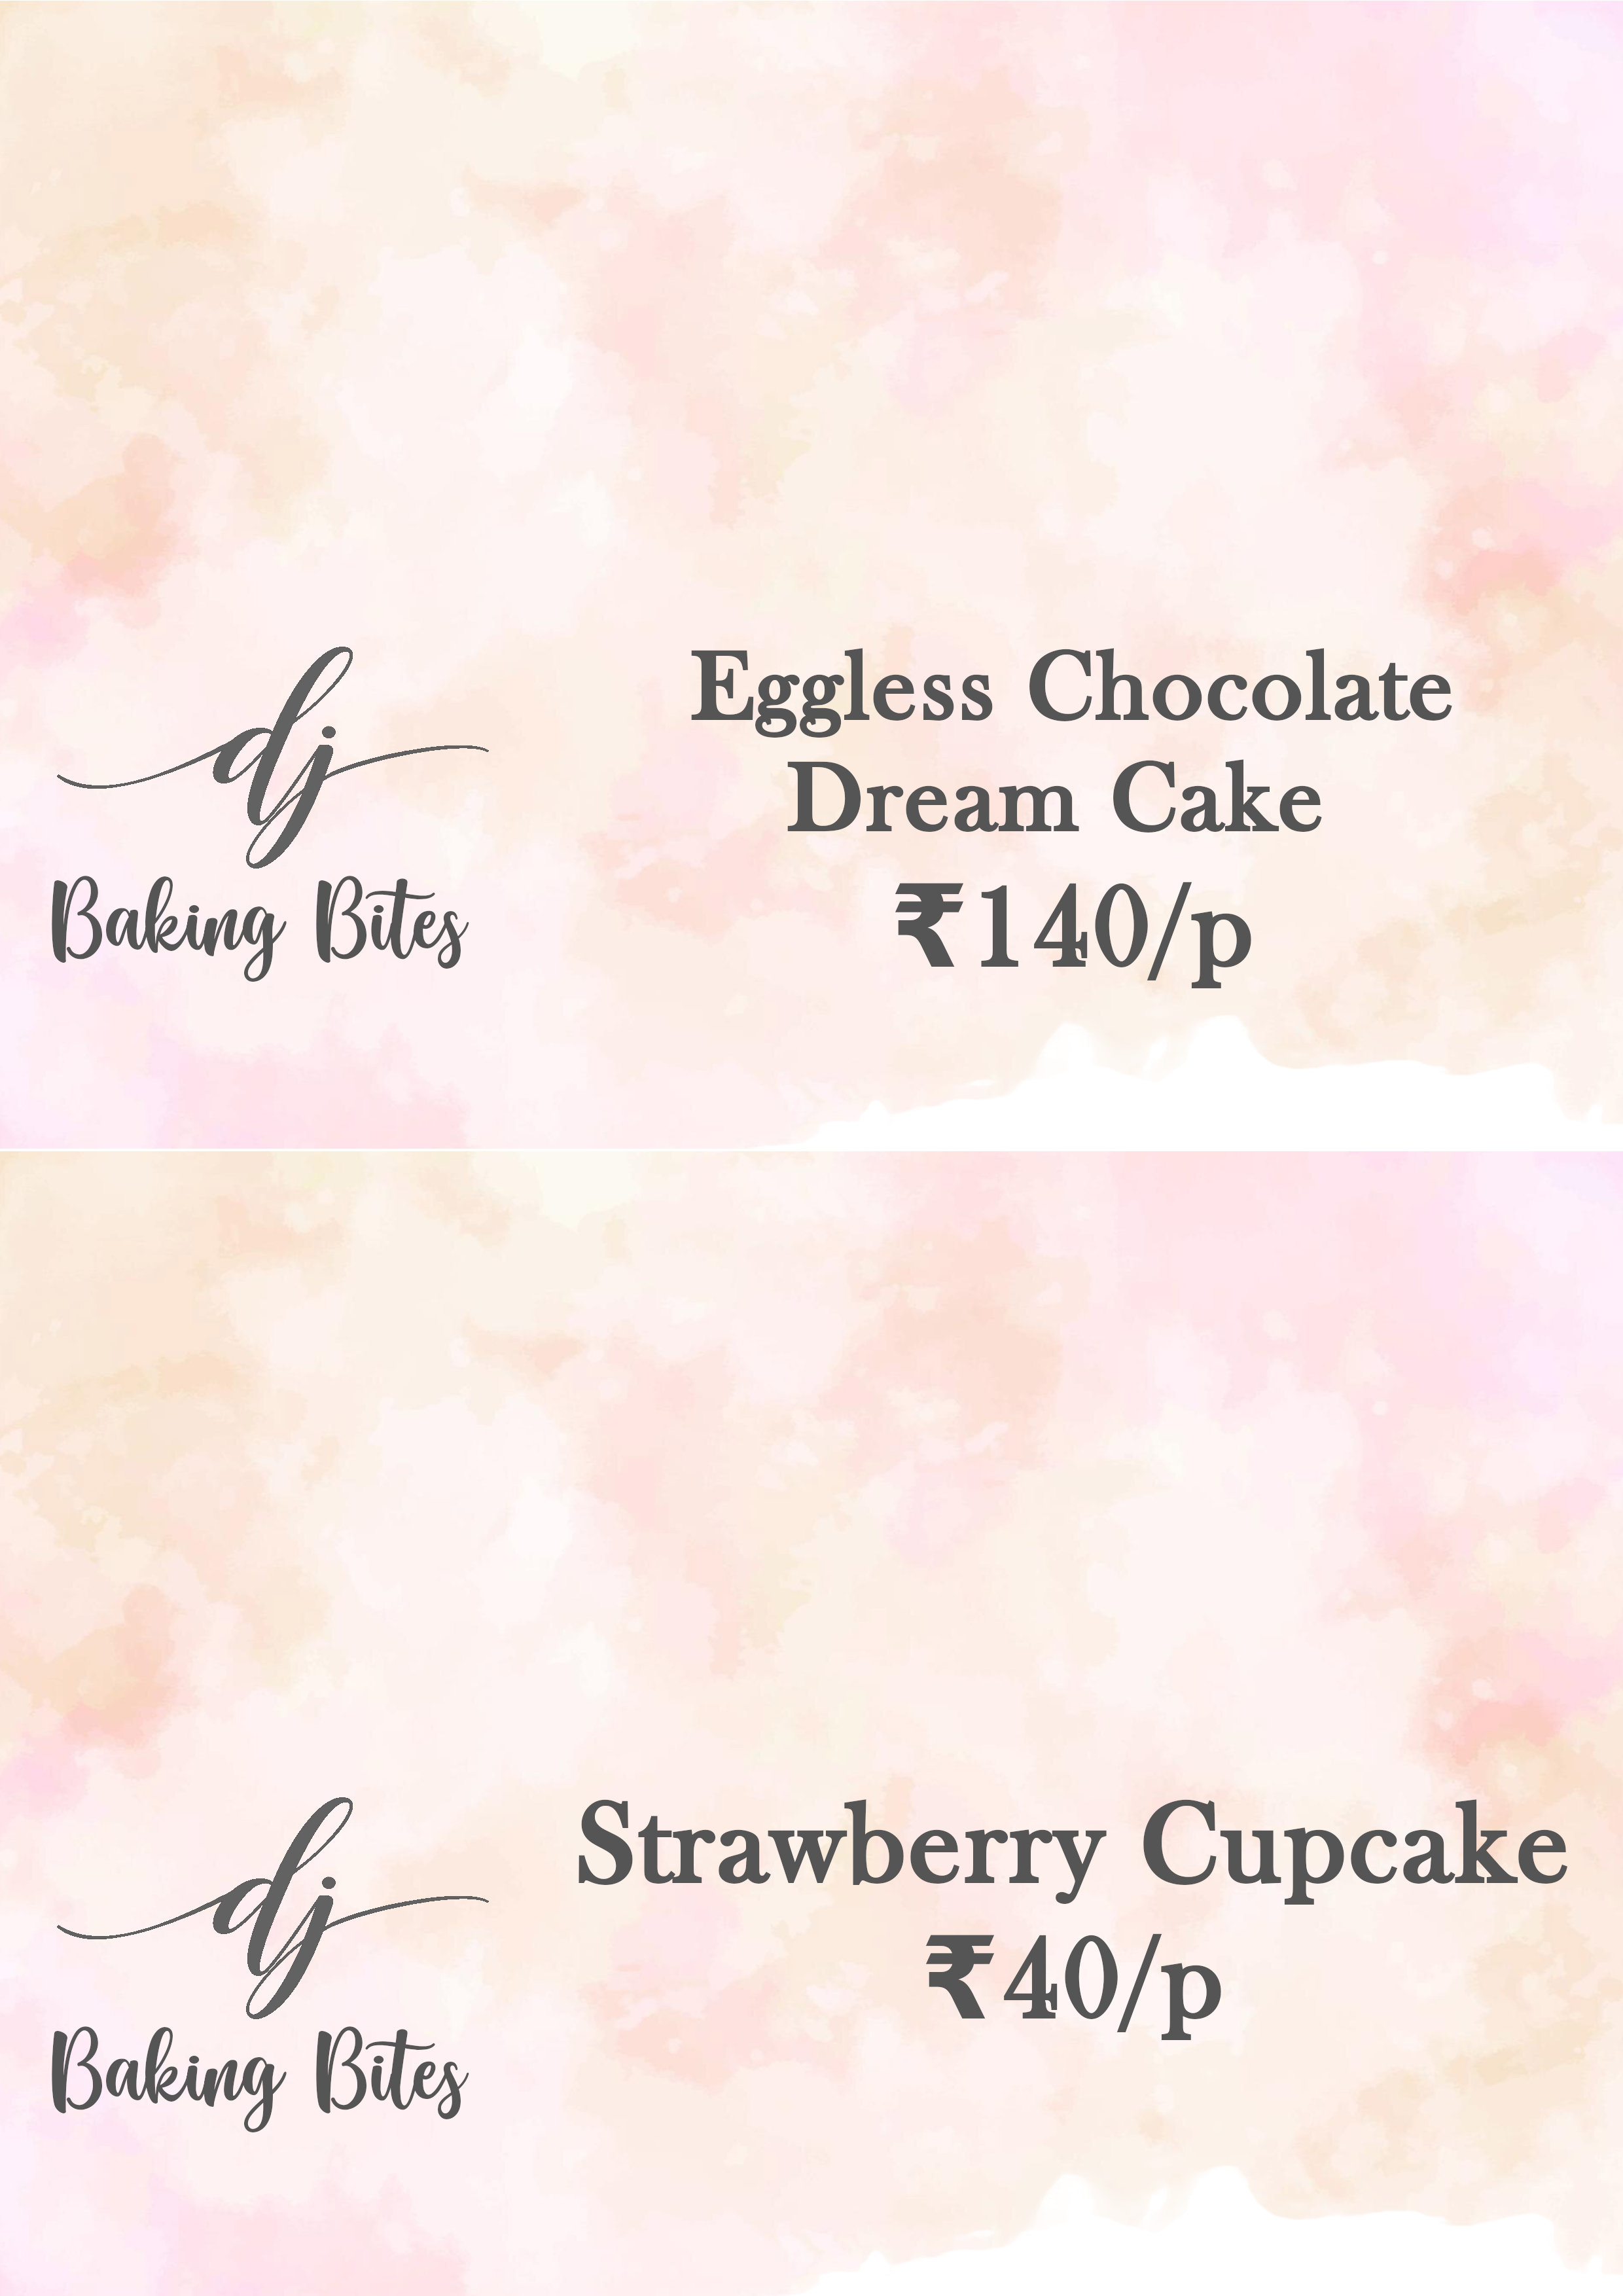 dj
Baking Bites
Eggless Chocolate
Dream Cake
₹140/p
dj
Baking Bites
Strawberry Cupcake
₹40/p